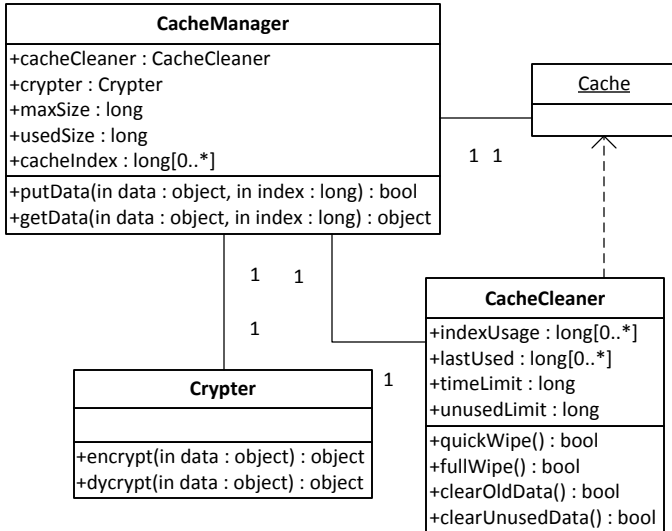 CacheManager
+cacheCleaner : CacheCleaner
+crypter : Crypter
+maxSize : long
+usedSize : long
+cacheIndex : long[0..*]
+putData(in data : object, in index : long) : bool
+getData(in data : object, in index : long) : object
Cache
1 1
1 1
1
1
CacheCleaner
+indexUsage : long[0..*]
+lastUsed : long[0..*]
+timeLimit : long
+unusedLimit : long
+quickWipe() : bool
+fullWipe() : bool
+clearOldData() : bool
+clearUnusedData() : bool
Crypter
+encrypt(in data : object) : object
+dycrypt(in data : object) : object